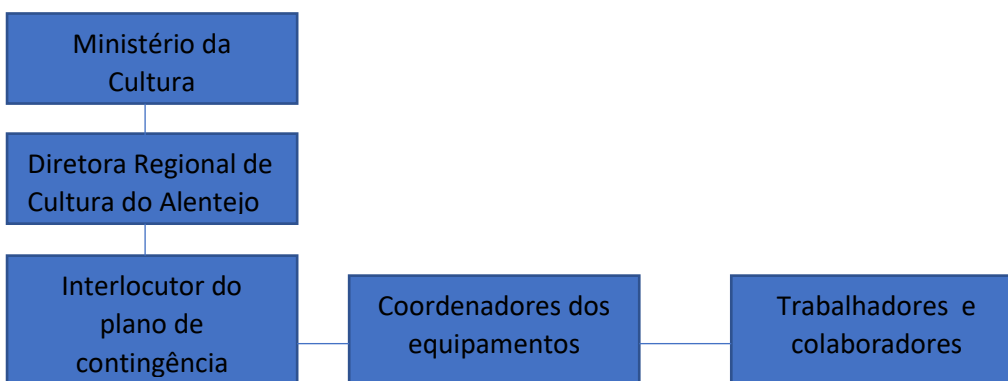 Ministério da
Cultura
Diretora Regional de
Cultura do Alentejo
Interlocutor do
plano de
contingência
Coordenadores dos
equipamentos
Trabalhadores e
colaboradores